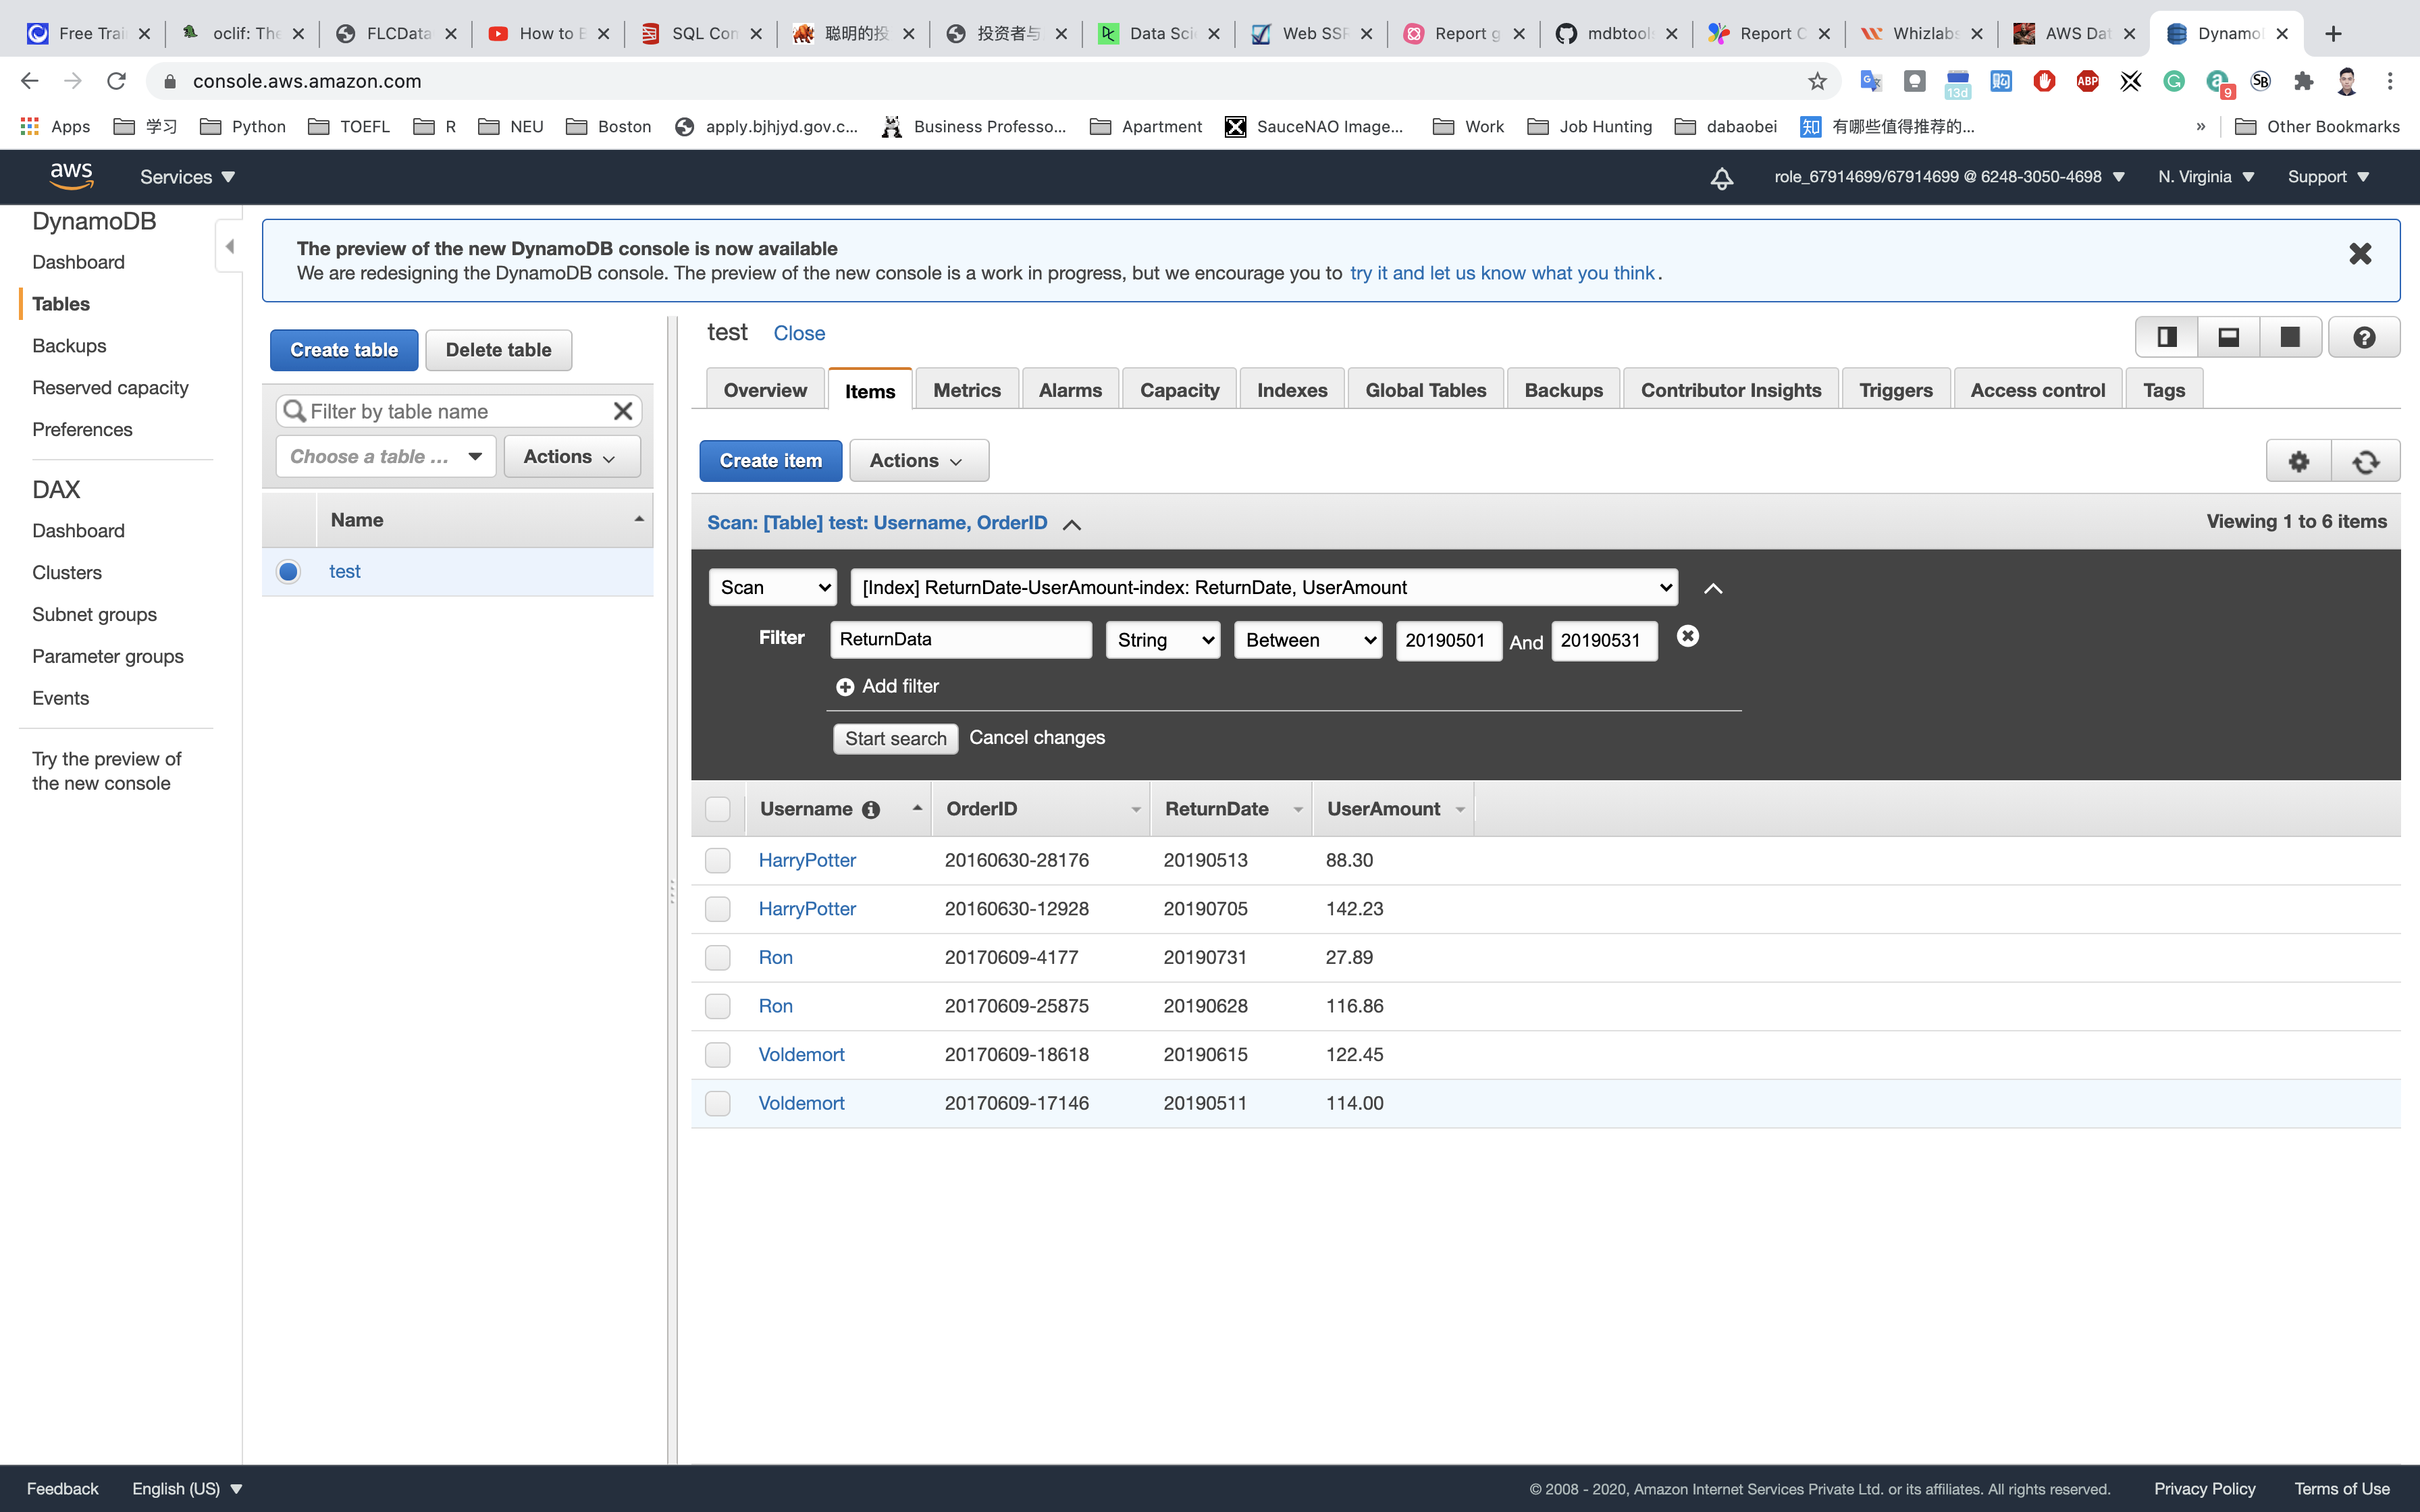 Free Trai
oclif: The
FLCData
How to E
SQL Con
聪明的投
投资者与
Data Sci
Web SSR
Report g
mdbtools
Report C
Whizlabs
AWS Dat
Dynamo
console.aws.amazon.com
13d
ABP
9
SB
Apps
学习
Python
TOEFL
R
NEU
Boston
apply.bjhjyd.gov.c...
Business Professo...
Apartment
SauceNAO Image...
Work
Job Hunting
dabaobei
知 有哪些值得推荐的...
»
Other Bookmarks
aws
Services
role_67914699/67914699 @ 6248-3050-4698
N. Virginia
Support
DynamoDB
Dashboard
Tables
Backups
Reserved capacity
Preferences
DAX
Dashboard
Clusters
Subnet groups
Parameter groups
Events
Try the preview of
the new console
The preview of the new DynamoDB console is now available
We are redesigning the DynamoDB console. The preview of the new console is a work in progress, but we encourage you to try it and let us know what you think.
Create table
Delete table
Filter by table name
Choose a table ...
Actions
Name
test
test Close
Overview
Items
Metrics
Alarms
Capacity
Indexes
Global Tables
Backups
Contributor Insights
Triggers
Access control
Tags
Create item
Actions
Scan: [Table] test: Username, OrderID
Viewing 1 to 6 items
Scan [Index] ReturnDate-UserAmount-index: ReturnDate, UserAmount
Filter ReturnData String Between 20190501 And 20190531
Add filter
Start search Cancel changes
Username OrderID ReturnDate UserAmount
HarryPotter 20160630-28176 20190513 88.30
HarryPotter 20160630-12928 20190705 142.23
Ron 20170609-4177 20190731 27.89
Ron 20170609-25875 20190628 116.86
Voldemort 20170609-18618 20190615 122.45
Voldemort 20170609-17146 20190511 114.00
Feedback
English (US)
© 2008 - 2020, Amazon Internet Services Private Ltd. or its affiliates. All rights reserved.
Privacy Policy
Terms of Use